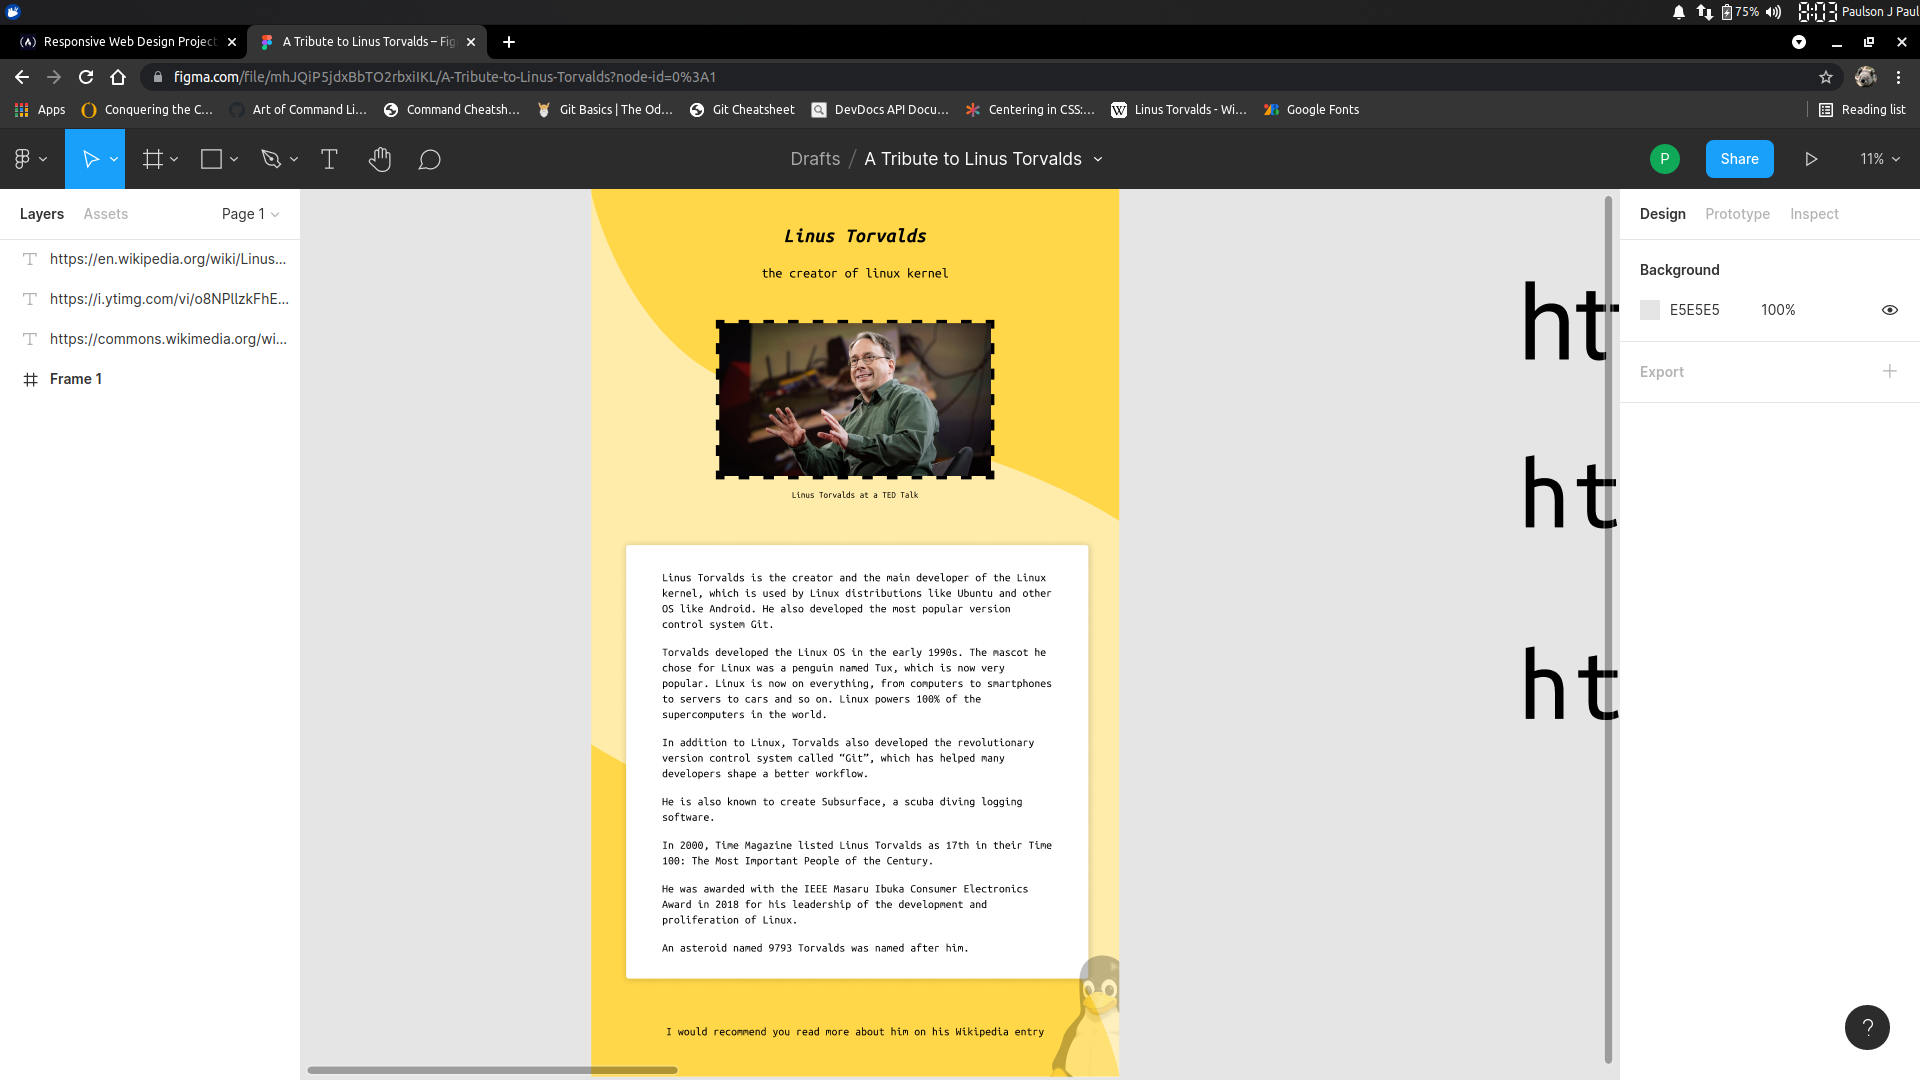 75%
8:03
Paulson J Paul
Responsive Web Design Project
A Tribute to Linus Torvalds – Fig
figma.com/file/mhJQiP5jdxBbTO2rbxiIKL/A-Tribute-to-Linus-Torvalds?node-id=0%3A1
Apps
Conquering the C...
Art of Command Li...
Command Cheatsh...
Git Basics | The Od...
Git Cheatsheet
DevDocs API Docu...
Centering in CSS:...
Linus Torvalds - Wi...
Google Fonts
Reading list
Drafts / A Tribute to Linus Torvalds
P
Share
11%
Layers
Assets
Page 1
https://en.wikipedia.org/wiki/Linus...
https://i.ytimg.com/vi/o8NPllzkFhE...
https://commons.wikimedia.org/wi...
Frame 1
Linus Torvalds
the creator of linux kernel
Linus Torvalds at a TED Talk
Linus Torvalds is the creator and the main developer of the Linux
kernel, which is used by Linux distributions like Ubuntu and other
OS like Android. He also developed the most popular version
control system Git.
Torvalds developed the Linux OS in the early 1990s. The mascot he
chose for Linux was a penguin named Tux, which is now very
popular. Linux is now on everything, from computers to smartphones
to servers to cars and so on. Linux powers 100% of the
supercomputers in the world.
In addition to Linux, Torvalds also developed the revolutionary
version control system called “Git”, which has helped many
developers shape a better workflow.
He is also known to create Subsurface, a scuba diving logging
software.
In 2000, Time Magazine listed Linus Torvalds as 17th in their Time
100: The Most Important People of the Century.
He was awarded with the IEEE Masaru Ibuka Consumer Electronics
Award in 2018 for his leadership of the development and
proliferation of Linux.
An asteroid named 9793 Torvalds was named after him.
I would recommend you read more about him on his Wikipedia entry
ht
ht
ht
Design
Prototype
Inspect
Background
E5E5E5
100%
Export
?